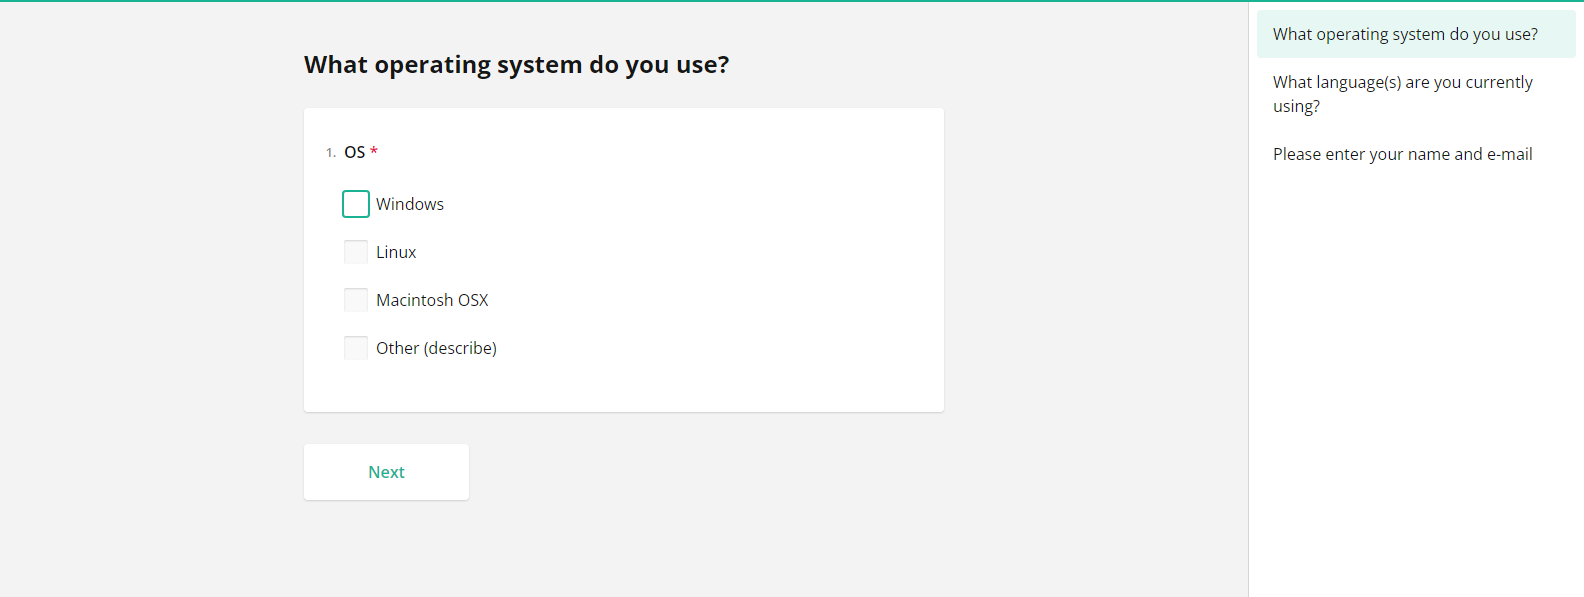 What operating system do you use?
1. OS *
Windows
Linux
Macintosh OSX
Other (describe)
Next
What operating system do you use?
What language(s) are you currently
using?
Please enter your name and e-mail